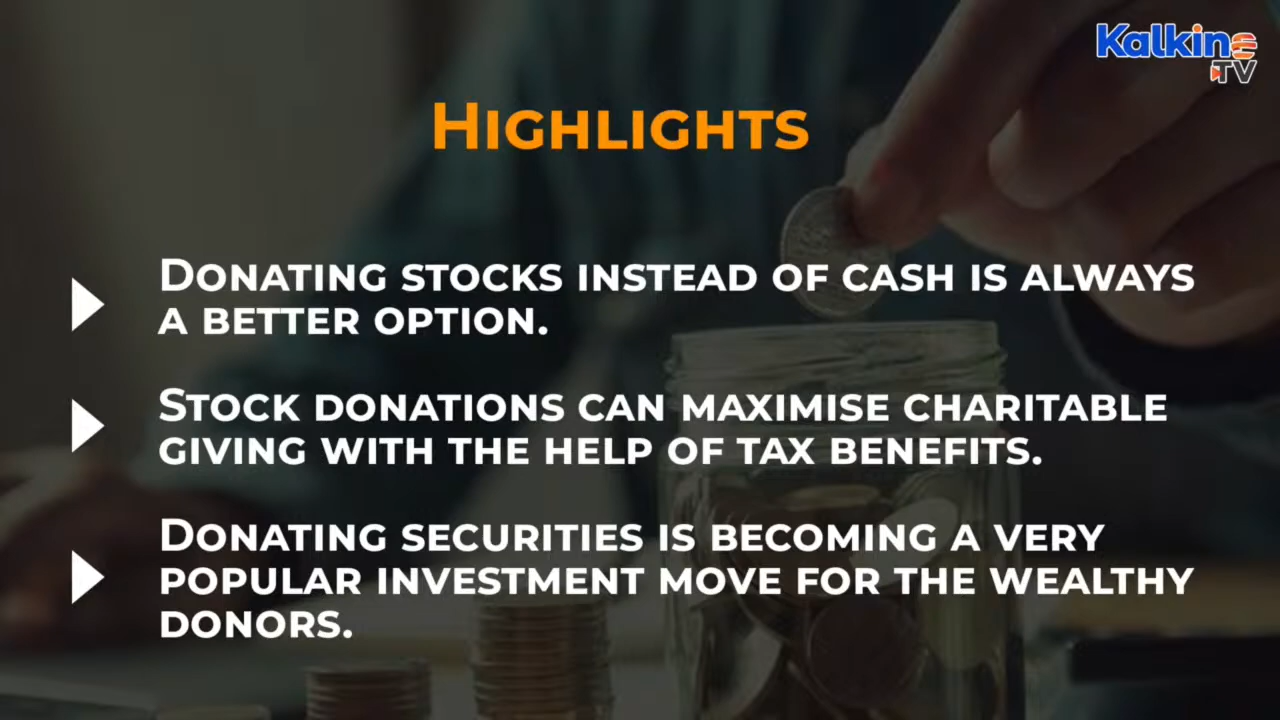 Kalkine
TV
Highlights
Donating stocks instead of cash is always
a better option.
Stock donations can maximise charitable
giving with the help of tax benefits.
Donating securities is becoming a very
popular investment move for the wealthy
donors.